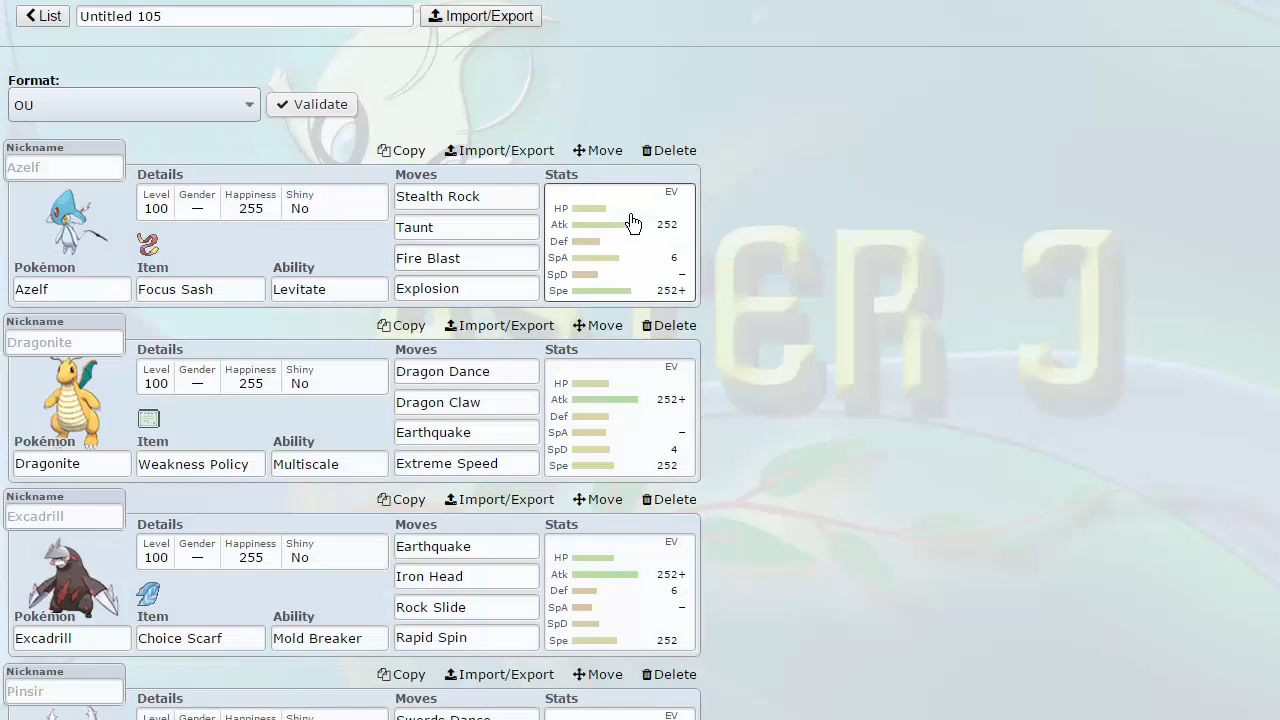 List
Untitled 105
Import/Export
Format:
OU
Validate
Copy Import/Export Move Delete
Nickname
Azelf
Details
Level Gender Happiness Shiny
100 — 255 No
Pokémon Item Ability
Azelf Focus Sash Levitate
Moves
Stealth Rock
Taunt
Fire Blast
Explosion
Stats
EV
HP
Atk 252
Def
SpA 6
SpD –
Spe 252+
Copy Import/Export Move Delete
Nickname
Dragonite
Details
Level Gender Happiness Shiny
100 — 255 No
Pokémon Item Ability
Dragonite Weakness Policy Multiscale
Moves
Dragon Dance
Dragon Claw
Earthquake
Extreme Speed
Stats
EV
HP
Atk 252+
Def
SpA –
SpD 4
Spe 252
Copy Import/Export Move Delete
Nickname
Excadrill
Details
Level Gender Happiness Shiny
100 — 255 No
Pokémon Item Ability
Excadrill Choice Scarf Mold Breaker
Moves
Earthquake
Iron Head
Rock Slide
Rapid Spin
Stats
EV
HP
Atk 252+
Def 6
SpA –
SpD
Spe 252
Copy Import/Export Move Delete
Nickname
Pinsir
Details
Level Gender Happiness Shiny
Moves
Swords Dance
Stats
EV
TER J